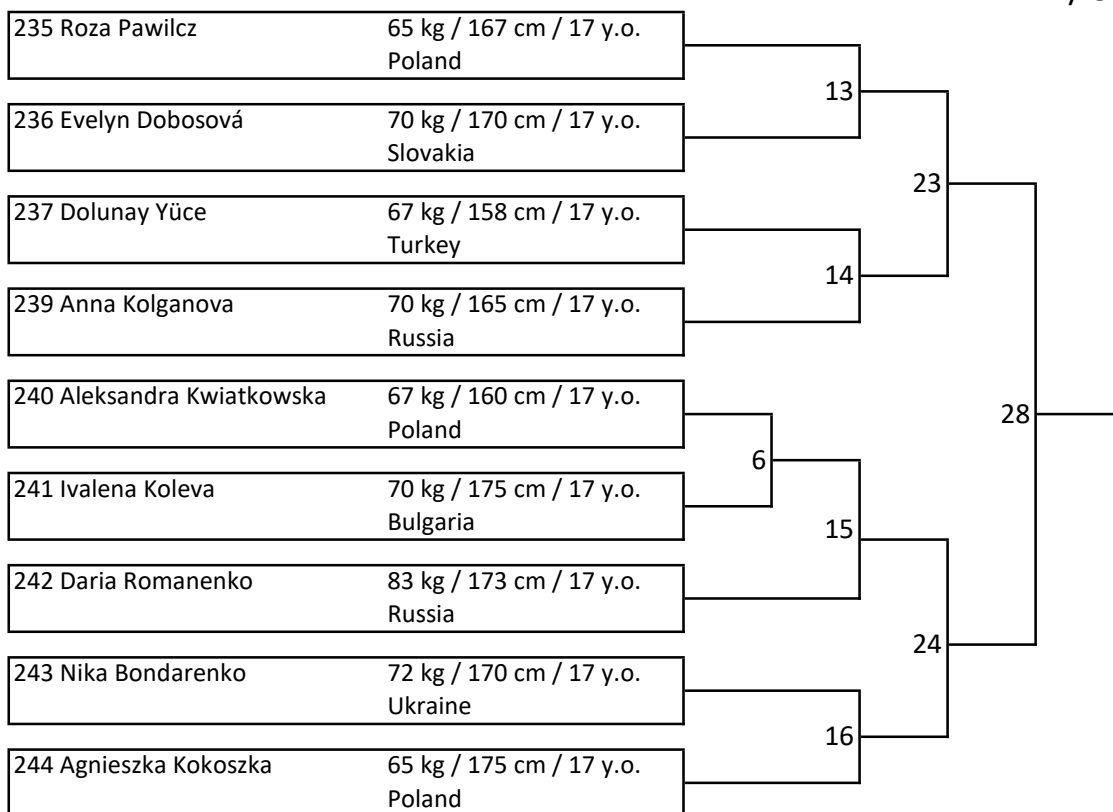 235 Roza Pawilcz 65 kg / 167 cm / 17 y.o.
Poland
13
236 Evelyn Dobosová 70 kg / 170 cm / 17 y.o.
Slovakia
23
237 Dolunay Yüce 67 kg / 158 cm / 17 y.o.
Turkey
14
239 Anna Kolganova 70 kg / 165 cm / 17 y.o.
Russia
240 Aleksandra Kwiatkowska 67 kg / 160 cm / 17 y.o.
Poland
28
6
241 Ivalena Koleva 70 kg / 175 cm / 17 y.o.
Bulgaria
15
242 Daria Romanenko 83 kg / 173 cm / 17 y.o.
Russia
24
243 Nika Bondarenko 72 kg / 170 cm / 17 y.o.
Ukraine
16
244 Agnieszka Kokoszka 65 kg / 175 cm / 17 y.o.
Poland